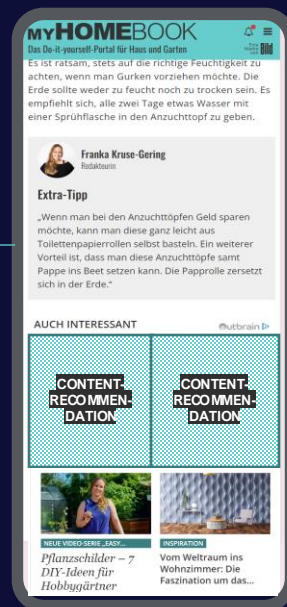 MYHOMEBOOK
Das Do-it-yourself-Portal für Haus und Garten
Bild
Es ist ratsam, stets auf die richtige Feuchtigkeit zu
achten, wenn man Gurken vorziehen möchte. Die
Erde sollte weder zu feucht noch zu trocken sein. Es
empfiehlt sich, alle zwei Tage etwas Wasser mit
einer Sprühflasche in den Anzuchttopf zu geben.
Franka Kruse-Gering
Redakteurin
Extra-Tipp
„Wenn man bei den Anzuchttöpfen Geld sparen
möchte, kann man diese ganz leicht aus
Toilettenpapierrollen selbst basteln. Ein weiterer
Vorteil ist, dass man diese Anzuchttöpfe samt
Pappe ins Beet setzen kann. Die Papprolle zersetzt
sich in der Erde.“
AUCH INTERESSANT
Outbrain
CONTENT-
RECOMMEN-
DATION
CONTENT-
RECOMMEN-
DATION
NEUE VIDEO-SERIE „EASY...
Pflanzschilder – 7
DIY-Ideen für
Hobbygärtner
INSPIRATION
Vom Weltraum ins
Wohnzimmer: Die
Faszination um das...